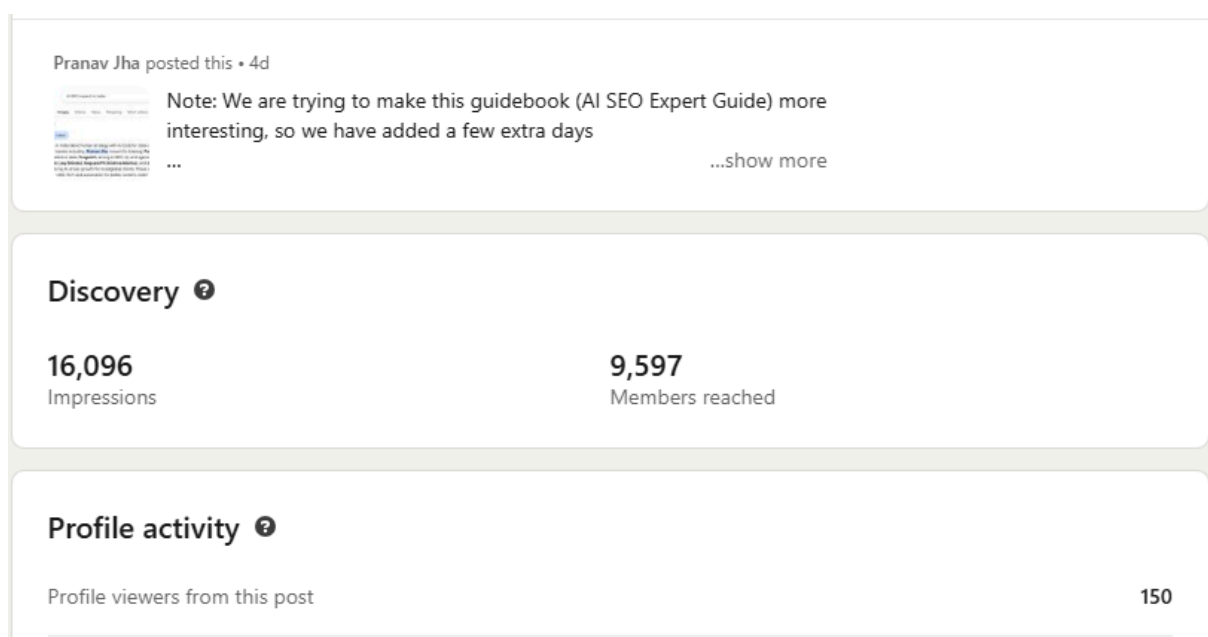 Pranav Jha posted this • 4d
Note: We are trying to make this guidebook (AI SEO Expert Guide) more
interesting, so we have added a few extra days
...
...show more
Discovery
16,096
9,597
Impressions
Members reached
Profile activity
Profile viewers from this post
150